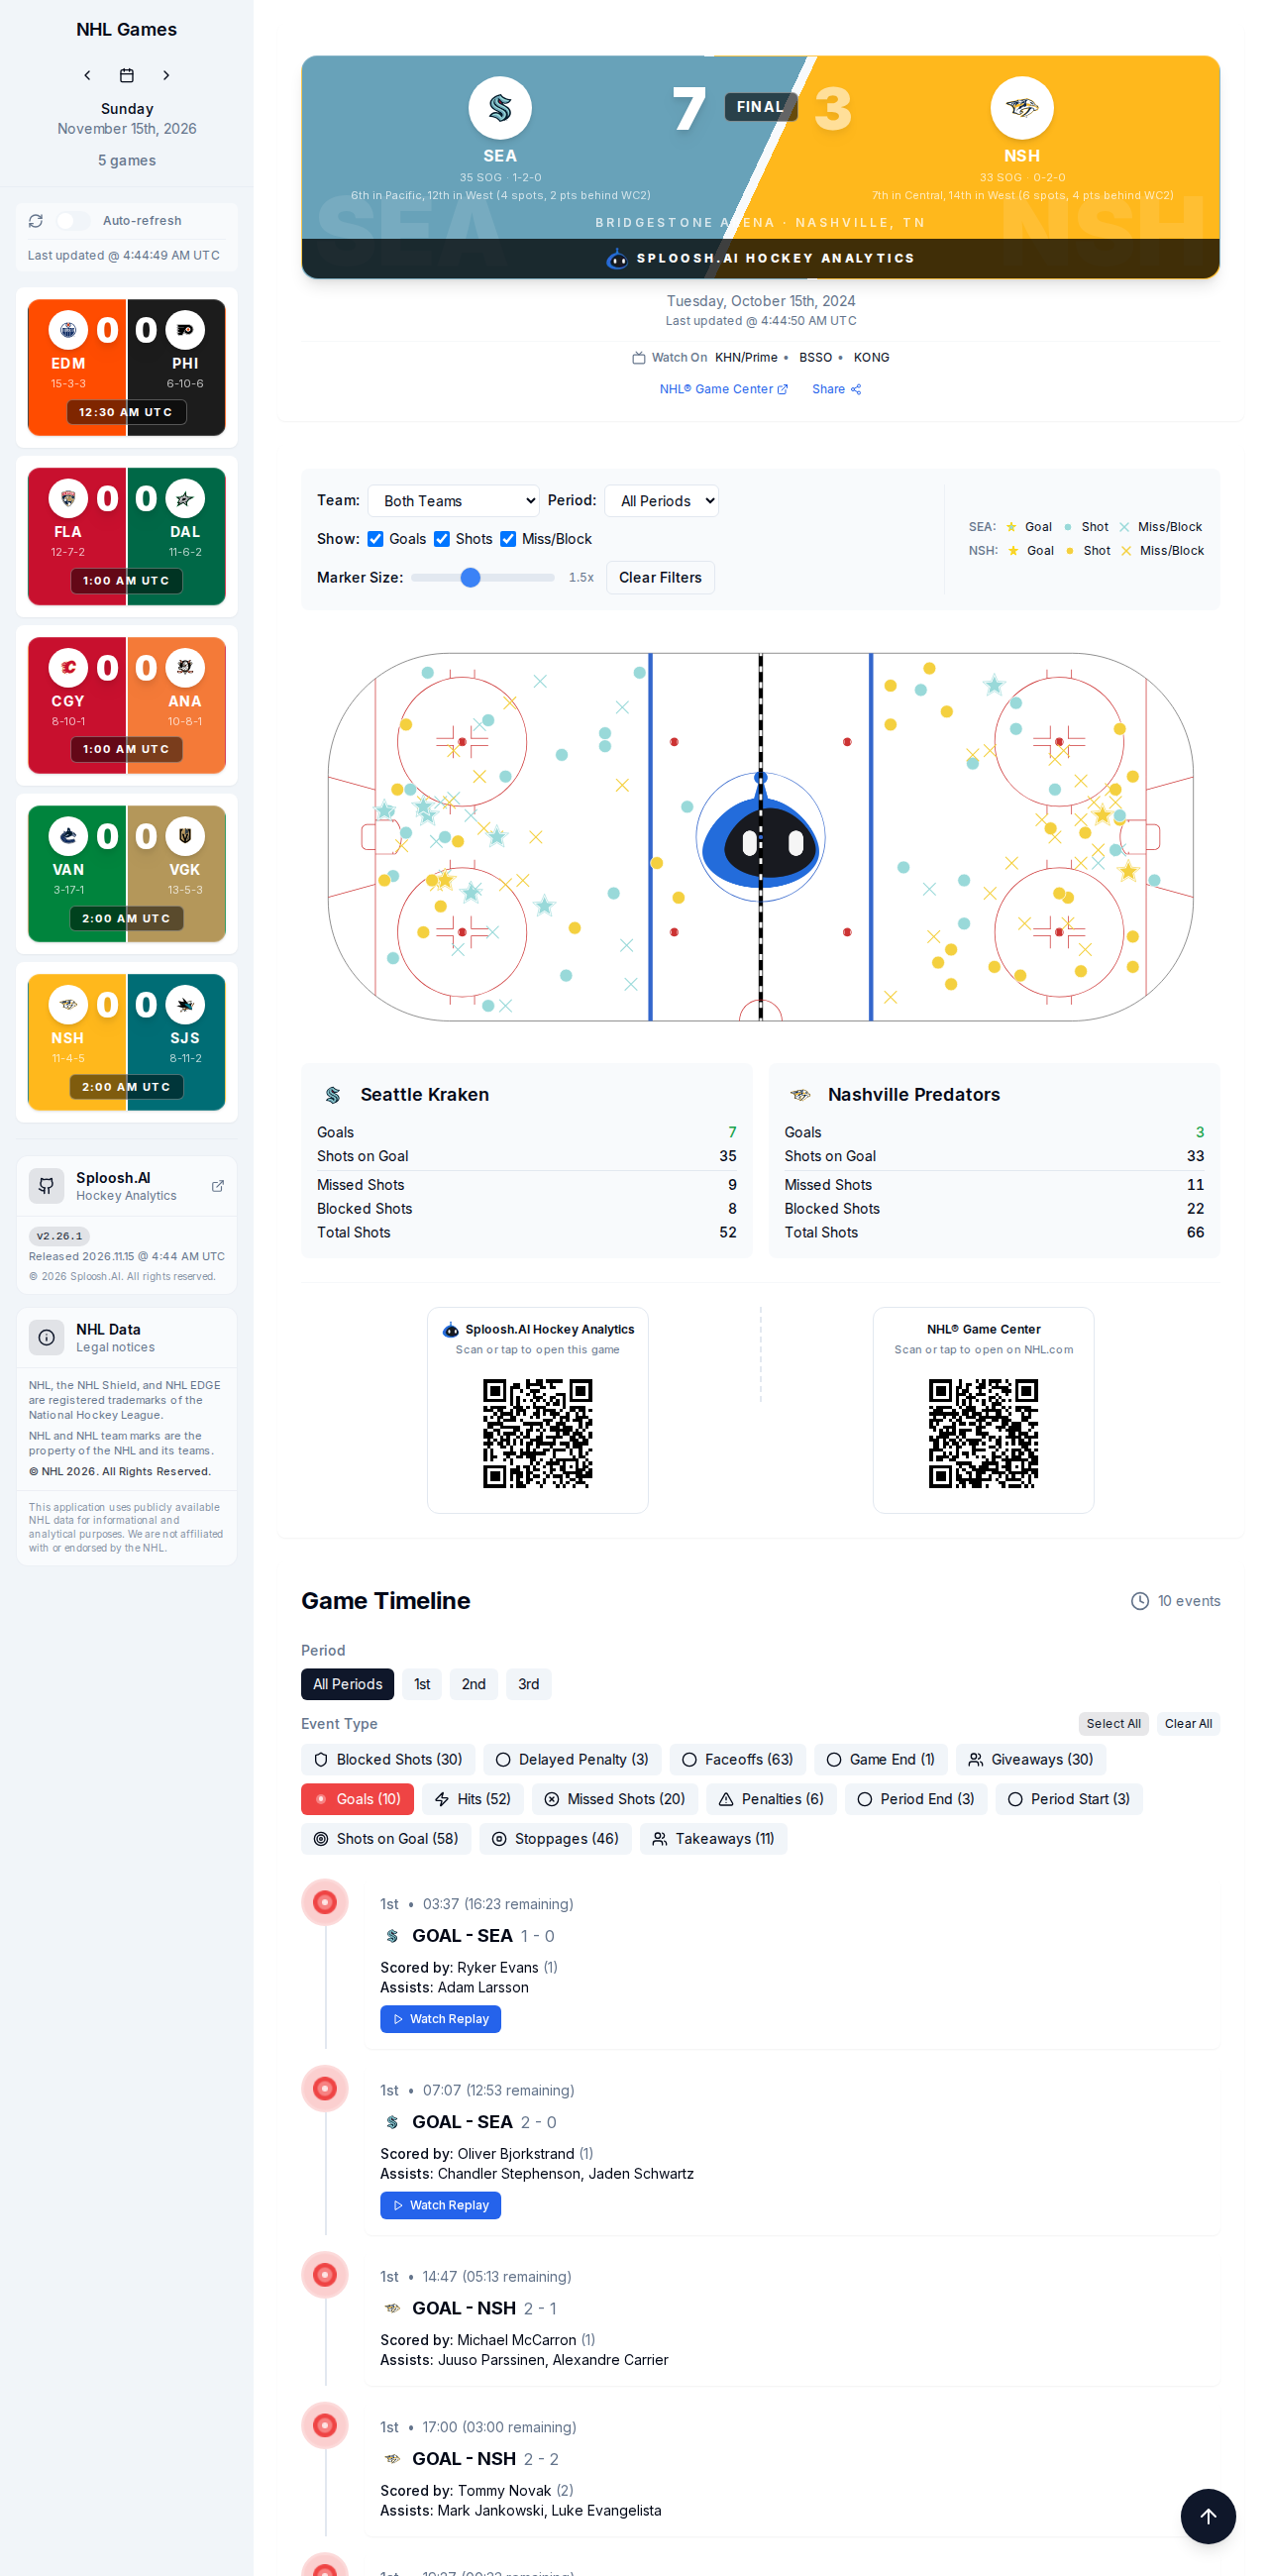 NHL Games
Sunday
November 15th, 2026
5 games
Auto-refresh
Last updated @ 4:44:49 AM UTC
0 0
EDM PHI
15-3-3 6-10-6
12:30 AM UTC
0 0
FLA DAL
12-7-2 11-6-2
1:00 AM UTC
0 0
CGY ANA
8-10-1 10-8-1
1:00 AM UTC
0 0
VAN VGK
3-17-1 13-5-3
2:00 AM UTC
0 0
NSH SJS
11-4-5 8-11-2
2:00 AM UTC
Sploosh.AI
Hockey Analytics
v2.26.1
Released 2026.11.15 @ 4:44 AM UTC
© 2026 Sploosh.AI. All rights reserved.
NHL Data
Legal notices
NHL, the NHL Shield, and NHL EDGE
are registered trademarks of the
National Hockey League.
NHL and NHL team marks are the
property of the NHL and its teams.
© NHL 2026. All Rights Reserved.
This application uses publicly available
NHL data for informational and
analytical purposes. We are not affiliated
with or endorsed by the NHL.
7 FINAL 3
SEA NSH
35 SOG · 1-2-0 33 SOG · 0-2-0
6th in Pacific, 12th in West (4 spots, 2 pts behind WC2) 7th in Central, 14th in West (6 spots, 4 pts behind WC2)
SEA NSH
BRIDGESTONE ARENA · NASHVILLE, TN
SPLOOSH.AI HOCKEY ANALYTICS
Tuesday, October 15th, 2024
Last updated @ 4:44:50 AM UTC
Watch On KHN/Prime • BSSO • KONG
NHL® Game Center Share
Team: Both Teams Period: All Periods
Show: Goals Shots Miss/Block
Marker Size: 1.5x Clear Filters
SEA: Goal Shot Miss/Block
NSH: Goal Shot Miss/Block
Seattle Kraken
Goals 7
Shots on Goal 35
Missed Shots 9
Blocked Shots 8
Total Shots 52
Nashville Predators
Goals 3
Shots on Goal 33
Missed Shots 11
Blocked Shots 22
Total Shots 66
Sploosh.AI Hockey Analytics
Scan or tap to open this game
NHL® Game Center
Scan or tap to open on NHL.com
Game Timeline
10 events
Period
All Periods 1st 2nd 3rd
Event Type
Select All Clear All
Blocked Shots (30) Delayed Penalty (3) Faceoffs (63) Game End (1) Giveaways (30)
Goals (10) Hits (52) Missed Shots (20) Penalties (6) Period End (3) Period Start (3)
Shots on Goal (58) Stoppages (46) Takeaways (11)
1st • 03:37 (16:23 remaining)
GOAL - SEA 1 - 0
Scored by: Ryker Evans (1)
Assists: Adam Larsson
Watch Replay
1st • 07:07 (12:53 remaining)
GOAL - SEA 2 - 0
Scored by: Oliver Bjorkstrand (1)
Assists: Chandler Stephenson, Jaden Schwartz
Watch Replay
1st • 14:47 (05:13 remaining)
GOAL - NSH 2 - 1
Scored by: Michael McCarron (1)
Assists: Juuso Parssinen, Alexandre Carrier
1st • 17:00 (03:00 remaining)
GOAL - NSH 2 - 2
Scored by: Tommy Novak (2)
Assists: Mark Jankowski, Luke Evangelista